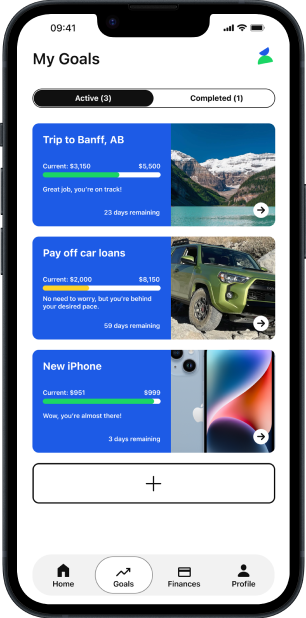 09:41
My Goals
Active (3) Completed (1)
Trip to Banff, AB
Current: $3,150 $5,500
Great job, you're on track!
23 days remaining
Pay off car loans
Current: $2,000 $8,150
No need to worry, but you're behind
your desired pace.
59 days remaining
New iPhone
Current: $951 $999
Wow, you're almost there!
3 days remaining
Home Goals Finances Profile